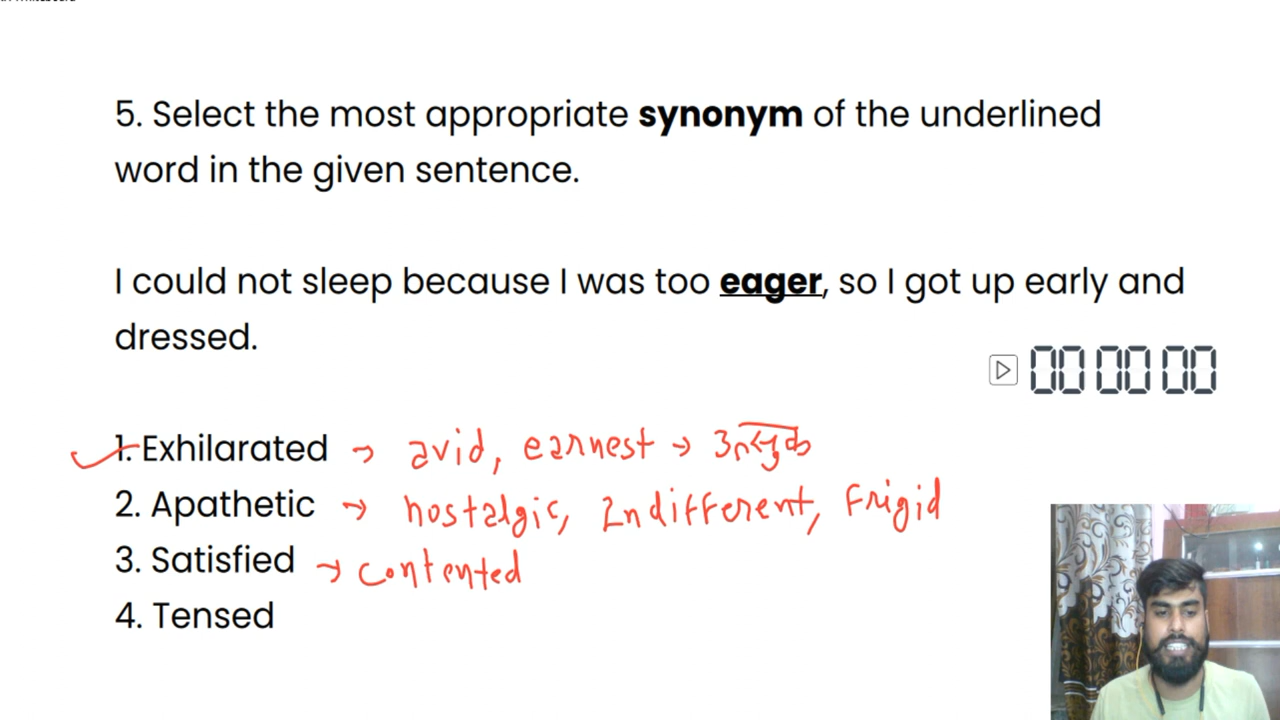 5. Select the most appropriate synonym of the underlined
word in the given sentence.
I could not sleep because I was too eager, so I got up early and
dressed.
00 00 00
1. Exhilarated → avid, earnest →
2. Apathetic → nostalgic, Indifferent, Frigid
3. Satisfied → contented
4. Tensed